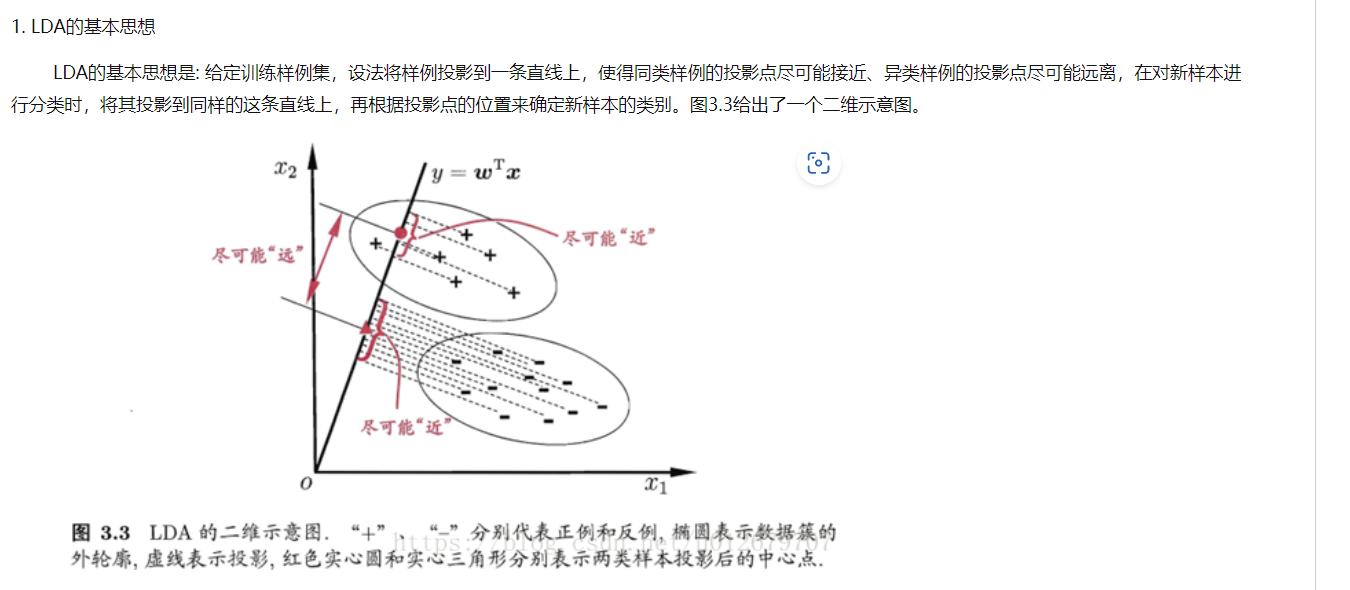 1. LDA的基本思想
LDA的基本思想是: 给定训练样例集，设法将样例投影到一条直线上，使得同类样例的投影点尽可能接近、异类样例的投影点尽可能远离，在对新样本进
行分类时，将其投影到同样的这条直线上，再根据投影点的位置来确定新样本的类别。图3.3给出了一个二维示意图。
x₂
y = wᵀx
尽可能“近”
尽可能“远”
尽可能“近”
O
x₁
图 3.3 LDA 的二维示意图. “+”、“-”分别代表正例和反例, 椭圆表示数据簇的
外轮廓, 虚线表示投影, 红色实心圆和实心三角形分别表示两类样本投影后的中心点.